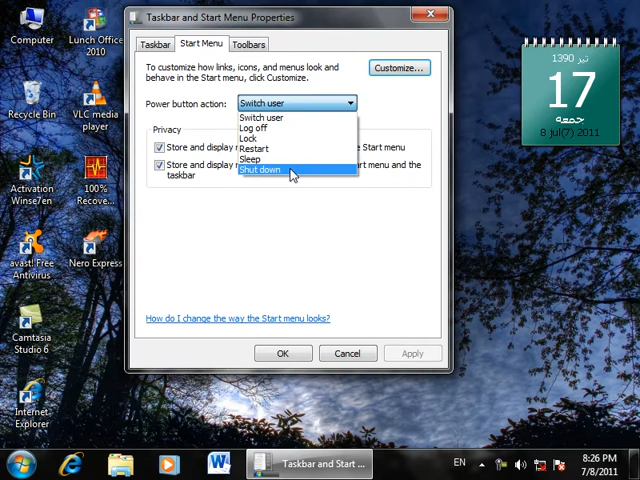 Taskbar and Start Menu Properties
Taskbar
Start Menu
Toolbars
To customize how links, icons, and menus look and
behave in the Start menu, click Customize.
Customize...
Power button action:
Switch user
Switch user
Log off
Lock
Restart
Sleep
Shut down
Privacy
Store and display
the Start menu
Store and display
rt menu and the
taskbar
How do I change the way the Start menu looks?
OK
Cancel
Apply
Computer
Lunch Office
2010
Recycle Bin
VLC media
player
Activation
Winse7en
100%
Recove...
avast! Free
Antivirus
Nero Express
Camtasia
Studio 6
Internet
Explorer
تیر 1390
17
جمعه
8 jul(7) 2011
Taskbar and Start ...
EN
8:26 PM
7/8/2011